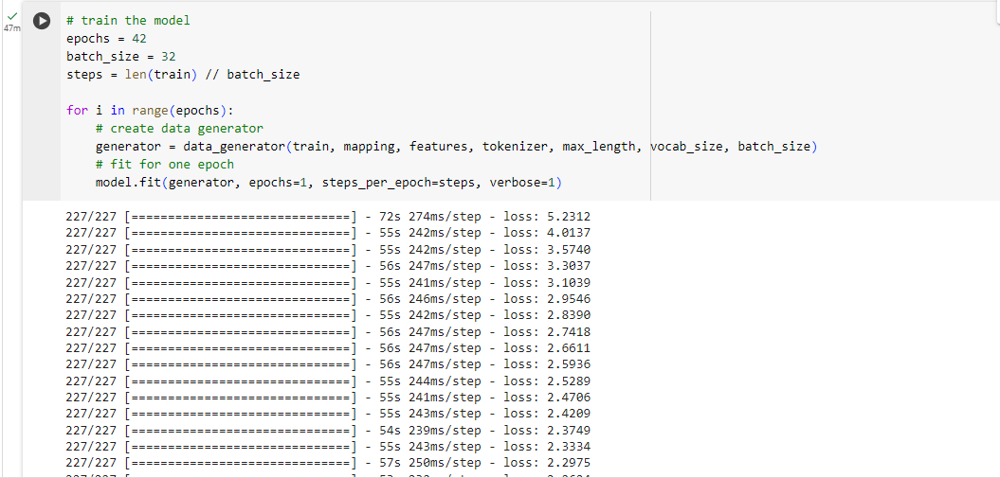 47m
# train the model
epochs = 42
batch_size = 32
steps = len(train) // batch_size
for i in range(epochs):
# create data generator
generator = data_generator(train, mapping, features, tokenizer, max_length, vocab_size, batch_size)
# fit for one epoch
model.fit(generator, epochs=1, steps_per_epoch=steps, verbose=1)
227/227 [==============================] - 72s 274ms/step - loss: 5.2312
227/227 [==============================] - 55s 242ms/step - loss: 4.0137
227/227 [==============================] - 55s 242ms/step - loss: 3.5740
227/227 [==============================] - 56s 247ms/step - loss: 3.3037
227/227 [==============================] - 55s 241ms/step - loss: 3.1039
227/227 [==============================] - 56s 246ms/step - loss: 2.9546
227/227 [==============================] - 55s 242ms/step - loss: 2.8390
227/227 [==============================] - 56s 247ms/step - loss: 2.7418
227/227 [==============================] - 56s 247ms/step - loss: 2.6611
227/227 [==============================] - 56s 247ms/step - loss: 2.5936
227/227 [==============================] - 55s 244ms/step - loss: 2.5289
227/227 [==============================] - 55s 241ms/step - loss: 2.4706
227/227 [==============================] - 55s 243ms/step - loss: 2.4209
227/227 [==============================] - 54s 239ms/step - loss: 2.3749
227/227 [==============================] - 55s 243ms/step - loss: 2.3334
227/227 [==============================] - 57s 250ms/step - loss: 2.2975